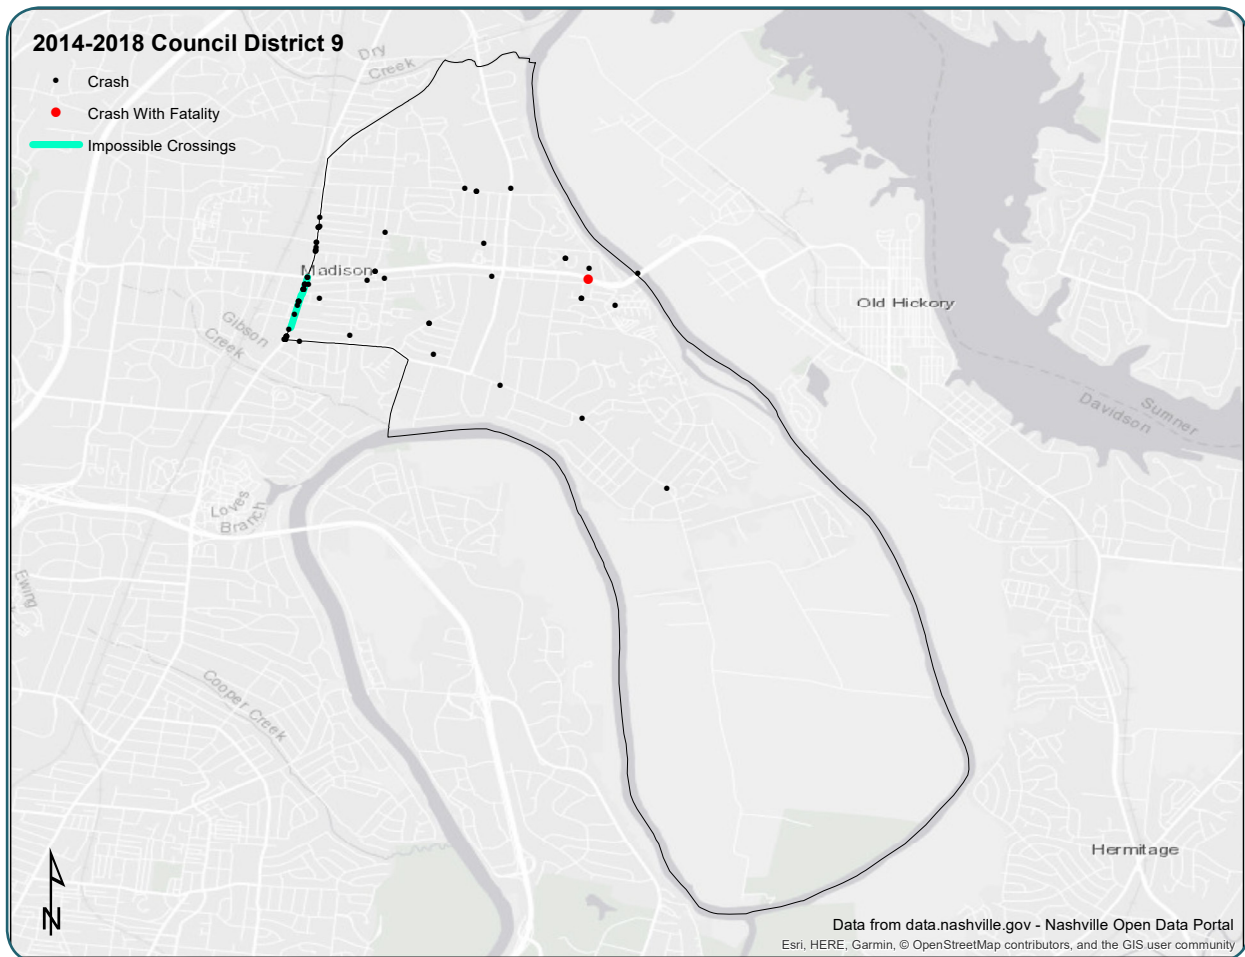 2014-2018 Council District 9
Crash
Crash With Fatality
Impossible Crossings
Dry
Creek
Madison
Gibson
Creek
Old Hickory
Sumner
Davidson
Loves
Branch
Ewing
Cooper Creek
Hermitage
N
Data from data.nashville.gov - Nashville Open Data Portal
Esri, HERE, Garmin, © OpenStreetMap contributors, and the GIS user community